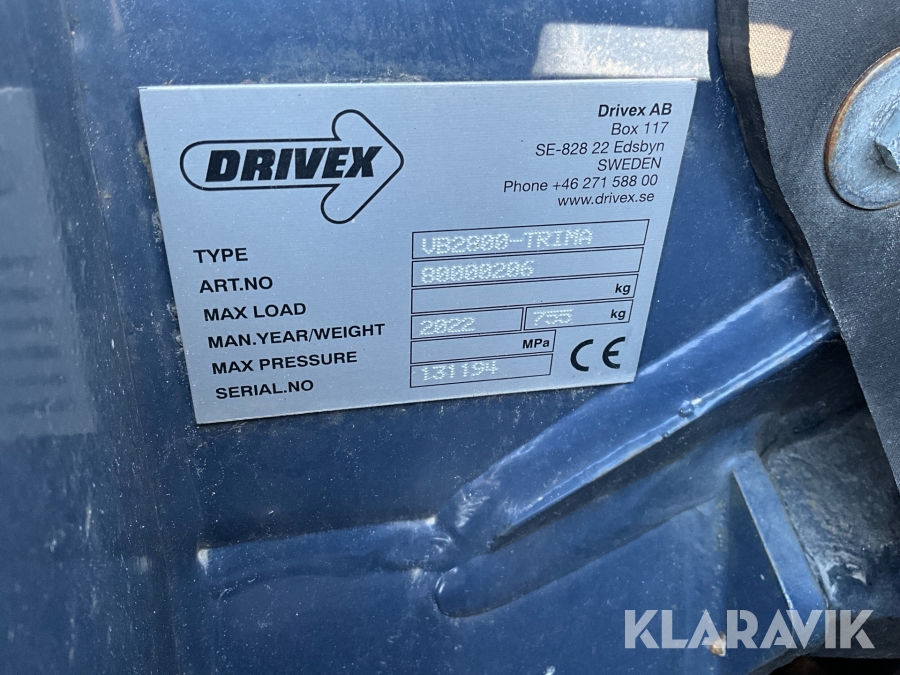 DRIVEX
Drivex AB
Box 117
SE-828 22 Edsbyn
SWEDEN
Phone +46 271 588 00
www.drivex.se
TYPE VB2800-TRIMA
ART.NO 80000206
MAX LOAD kg
MAN.YEAR/WEIGHT 2022 755 kg
MAX PRESSURE MPa
SERIAL.NO 131194
CE
KLARAVIK